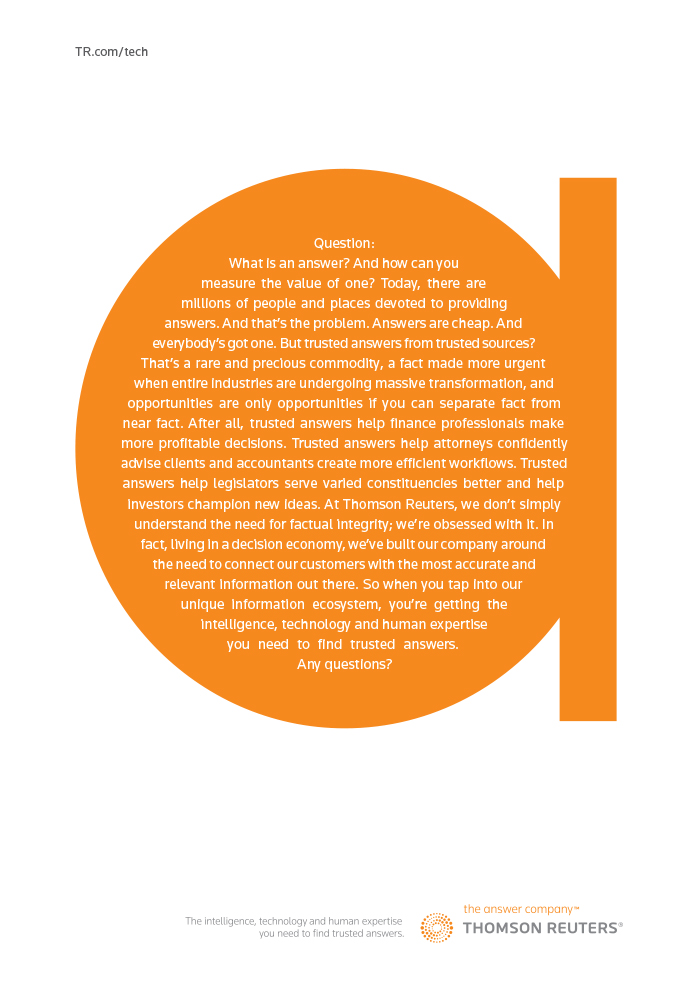 TR.com/tech
Question:
What is an answer? And how can you
measure the value of one? Today, there are
millions of people and places devoted to providing
answers. And that's the problem. Answers are cheap. And
everybody's got one. But trusted answers from trusted sources?
That's a rare and precious commodity, a fact made more urgent
when entire industries are undergoing massive transformation, and
opportunities are only opportunities if you can separate fact from
near fact. After all, trusted answers help finance professionals make
more profitable decisions. Trusted answers help attorneys confidently
advise clients and accountants create more efficient workflows. Trusted
answers help legislators serve varied constituencies better and help
investors champion new ideas. At Thomson Reuters, we don't simply
understand the need for factual integrity; we're obsessed with it. In
fact, living in a decision economy, we've built our company around
the need to connect our customers with the most accurate and
relevant information out there. So when you tap into our
unique information ecosystem, you're getting the
intelligence, technology and human expertise
you need to find trusted answers.
Any questions?
The intelligence, technology and human expertise
you need to find trusted answers.
the answer company™
THOMSON REUTERS®